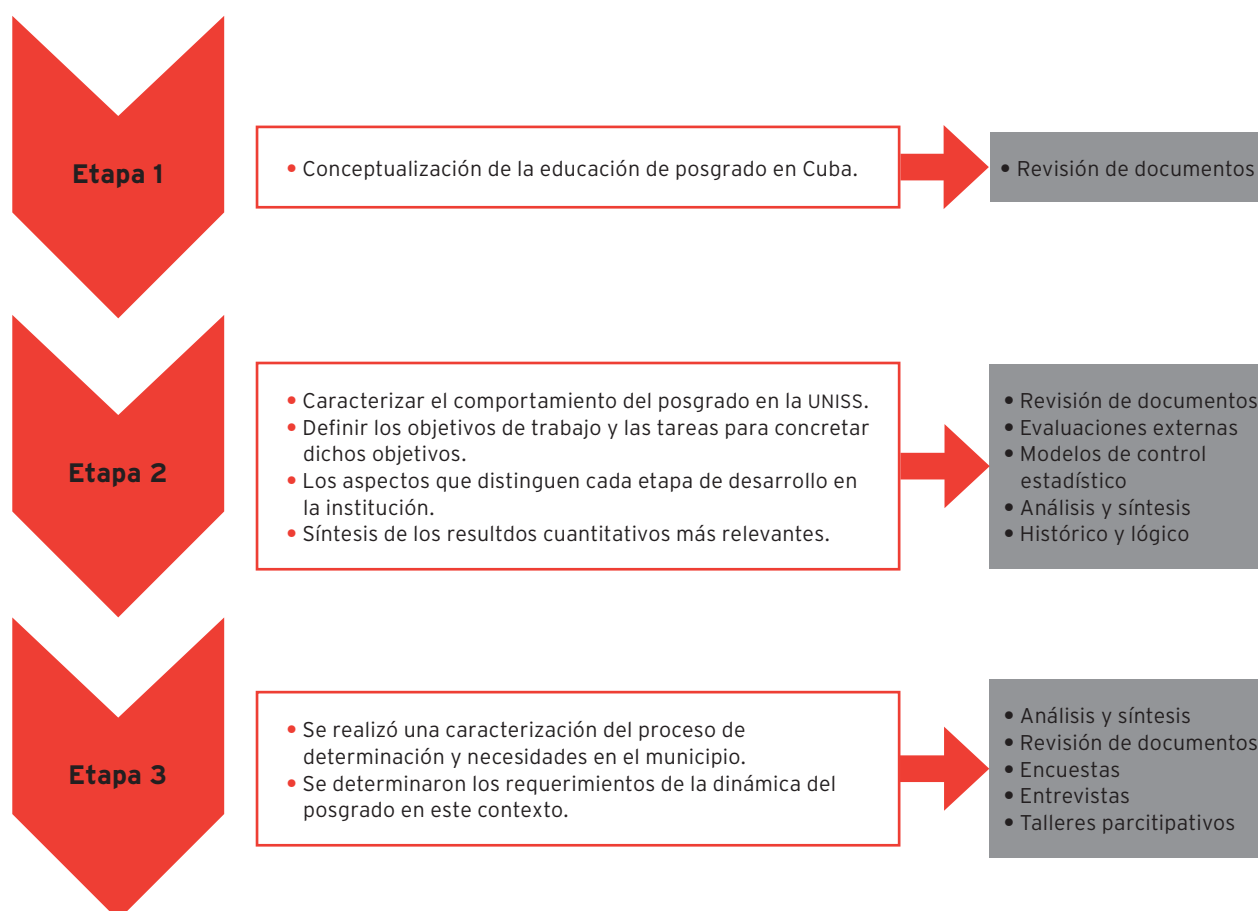 Etapa 1
• Conceptualización de la educación de posgrado en Cuba.
• Revisión de documentos
Etapa 2
• Caracterizar el comportamiento del posgrado en la UNISS.
• Definir los objetivos de trabajo y las tareas para concretar
dichos objetivos.
• Los aspectos que distinguen cada etapa de desarrollo en
la institución.
• Síntesis de los resultdos cuantitativos más relevantes.
• Revisión de documentos
• Evaluaciones externas
• Modelos de control
estadístico
• Análisis y síntesis
• Histórico y lógico
Etapa 3
• Se realizó una caracterización del proceso de
determinación y necesidades en el municipio.
• Se determinaron los requerimientos de la dinámica del
posgrado en este contexto.
• Análisis y síntesis
• Revisión de documentos
• Encuestas
• Entrevistas
• Talleres parcitipativos